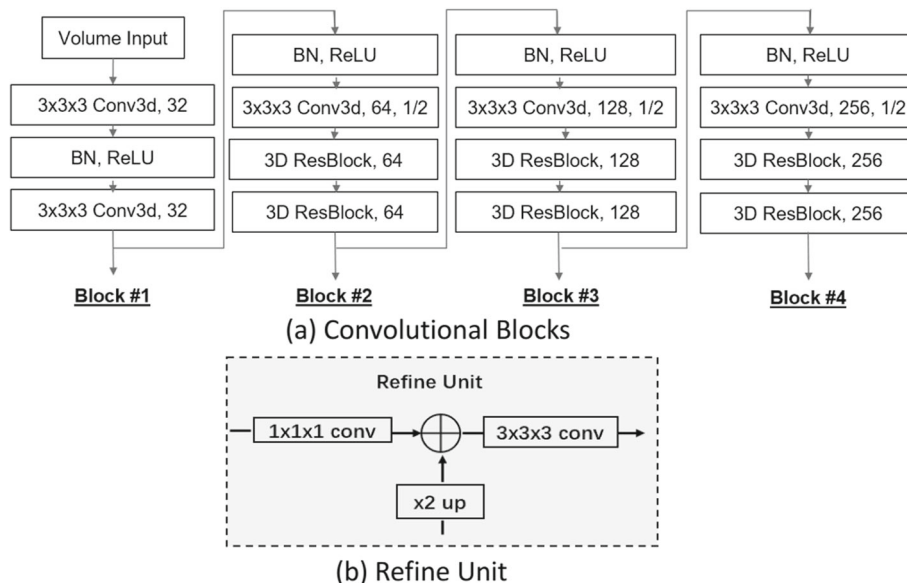 Volume Input
3x3x3 Conv3d, 32
BN, ReLU
3x3x3 Conv3d, 32
Block #1
BN, ReLU
3x3x3 Conv3d, 64, 1/2
3D ResBlock, 64
3D ResBlock, 64
Block #2
BN, ReLU
3x3x3 Conv3d, 128, 1/2
3D ResBlock, 128
3D ResBlock, 128
Block #3
BN, ReLU
3x3x3 Conv3d, 256, 1/2
3D ResBlock, 256
3D ResBlock, 256
Block #4
(a) Convolutional Blocks
Refine Unit
1x1x1 conv
3x3x3 conv
x2 up
(b) Refine Unit